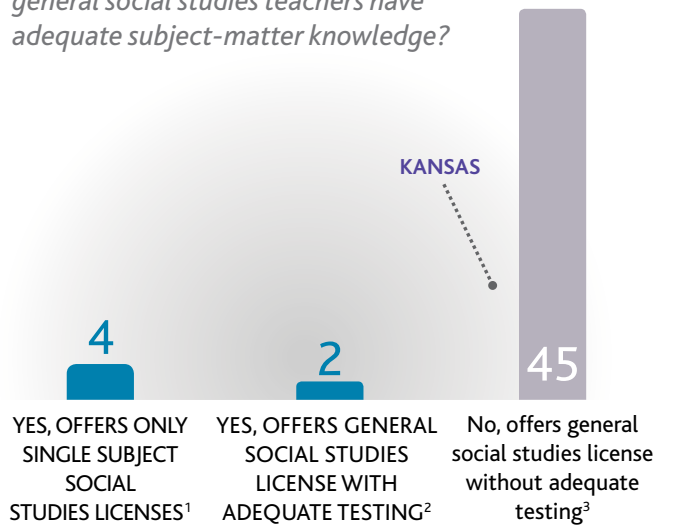 general social studies teachers have
adequate subject-matter knowledge?
KANSAS
4
2
45
YES, OFFERS ONLY
SINGLE SUBJECT
SOCIAL
STUDIES LICENSES¹
YES, OFFERS GENERAL
SOCIAL STUDIES
LICENSE WITH
ADEQUATE TESTING²
No, offers general
social studies license
without adequate
testing³